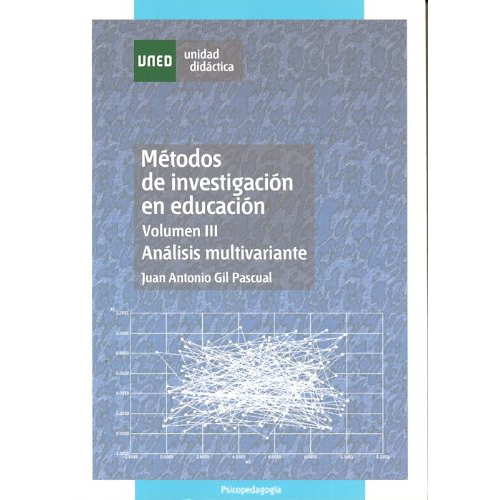 UNED
unidad
didáctica
Métodos
de investigación
en educación
Volumen III
Análisis multivariante
Juan Antonio Gil Pascual
Psicopedagogía